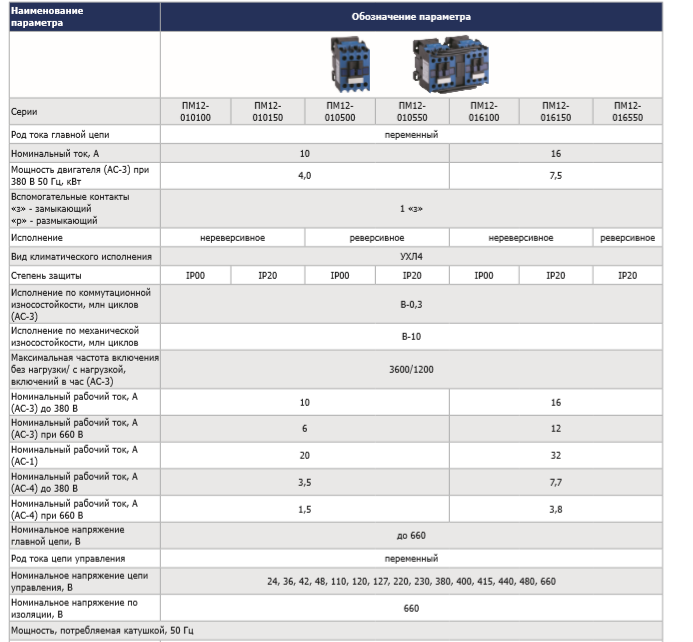 Наименование
параметра
Обозначение параметра
Серии
ПМ12-
010100
ПМ12-
010150
ПМ12-
010500
ПМ12-
010550
ПМ12-
016100
ПМ12-
016150
ПМ12-
016550
Род тока главной цепи
переменный
Номинальный ток, А
10
16
Мощность двигателя (АС-3) при
380 В 50 Гц, кВт
4,0
7,5
Вспомогательные контакты
«з» - замыкающий
«р» - размыкающий
1 «з»
Исполнение
нереверсивное
реверсивное
нереверсивное
реверсивное
Вид климатического исполнения
УХЛ4
Степень защиты
IP00
IP20
IP00
IP20
IP00
IP20
IP20
Исполнение по коммутационной
износостойкости, млн циклов
(АС-3)
В-0,3
Исполнение по механической
износостойкости, млн циклов
В-10
Максимальная частота включения
без нагрузки/ с нагрузкой,
включений в час (АС-3)
3600/1200
Номинальный рабочий ток, А
(АС-3) до 380 В
10
16
Номинальный рабочий ток, А
(АС-3) при 660 В
6
12
Номинальный рабочий ток, А
(АС-1)
20
32
Номинальный рабочий ток, А
(АС-4) до 380 В
3,5
7,7
Номинальный рабочий ток, А
(АС-4) при 660 В
1,5
3,8
Номинальное напряжение
главной цепи, В
до 660
Род тока цепи управления
переменный
Номинальное напряжение цепи
управления, В
24, 36, 42, 48, 110, 120, 127, 220, 230, 380, 400, 415, 440, 480, 660
Номинальное напряжение по
изоляции, В
660
Мощность, потребляемая катушкой, 50 Гц